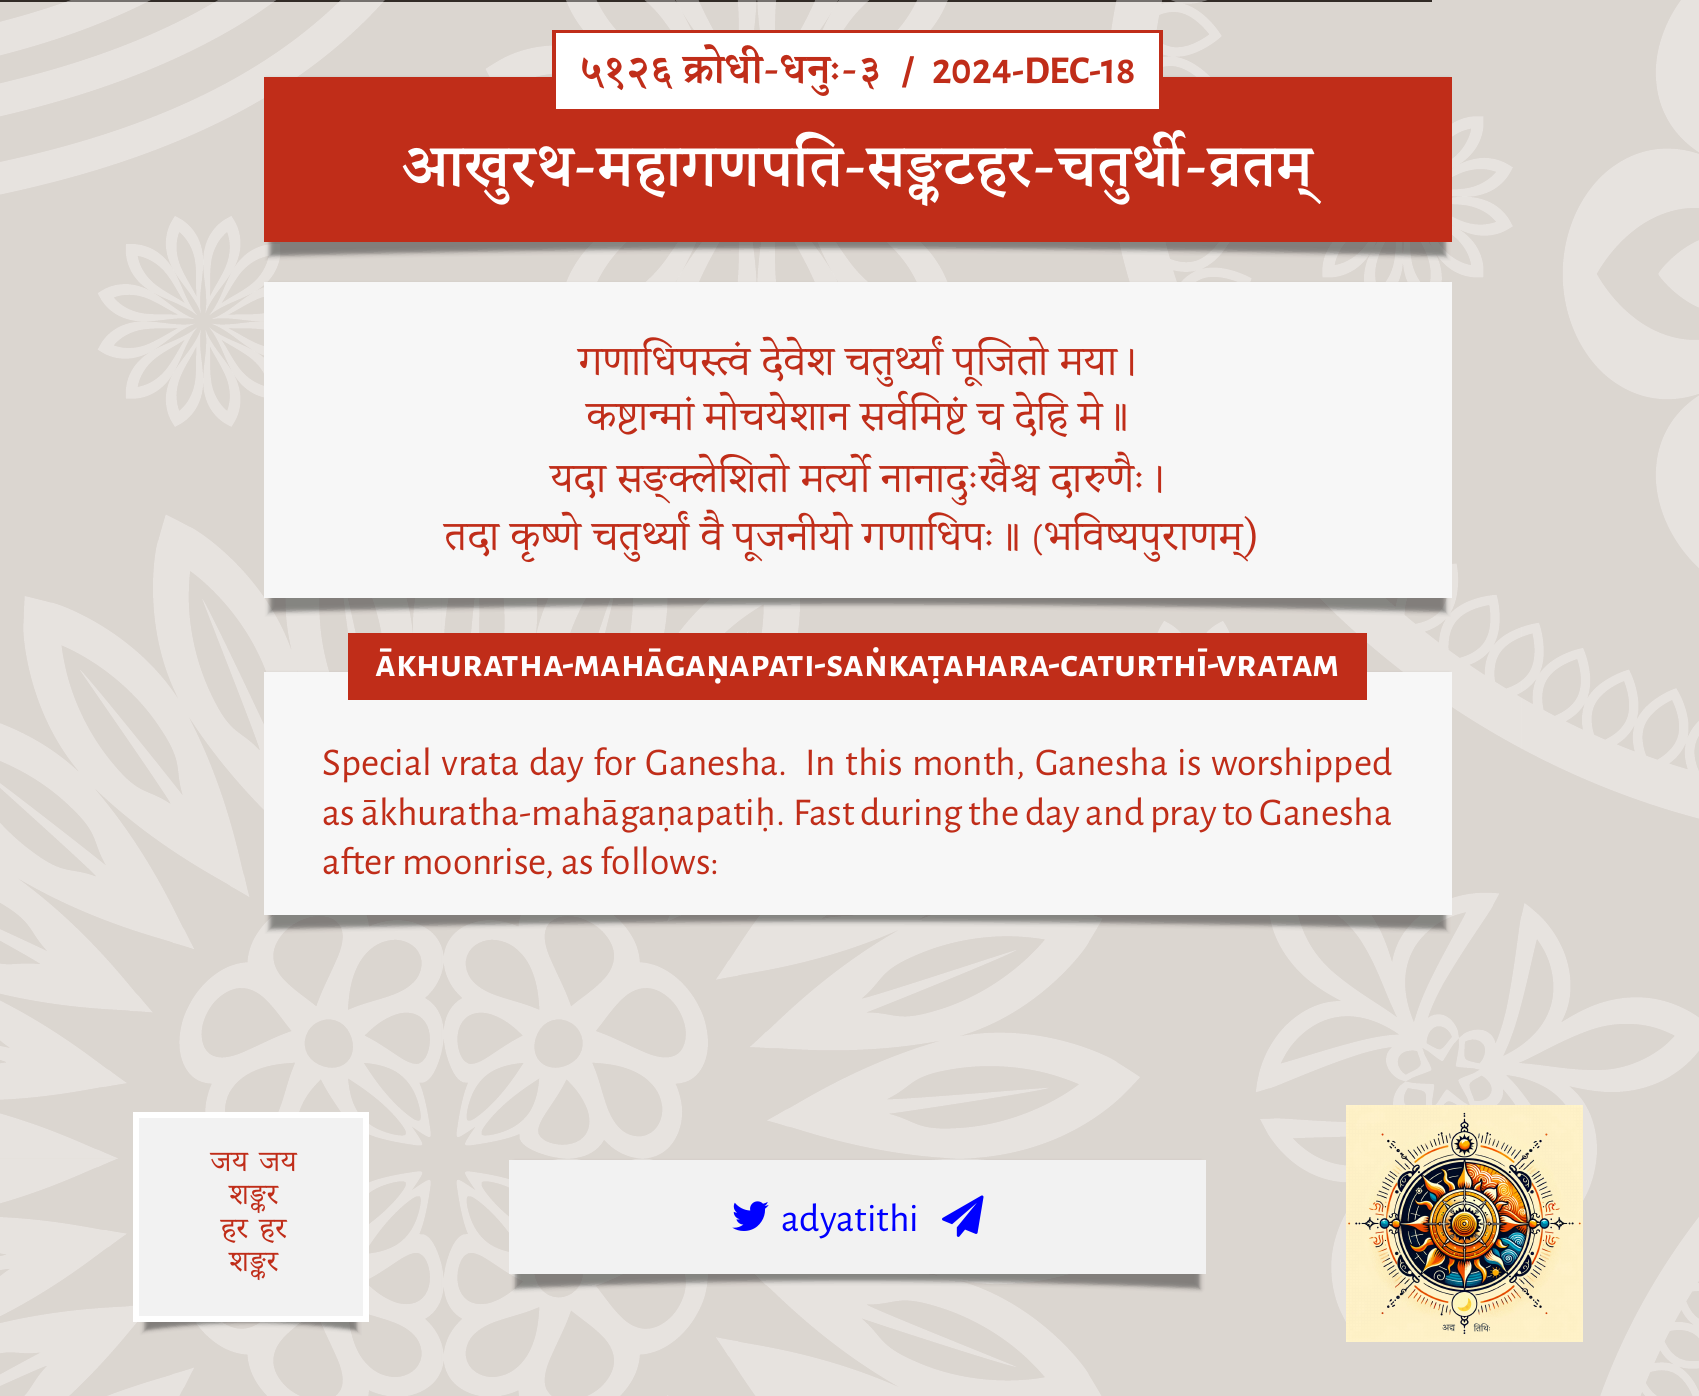 ५१२६ क्रोधी-धनुः-३ / 2024-DEC-18
आखुरथ-महागणपति-सङ्कटहर-चतुर्थी-व्रतम्
गणाधिपस्त्वं देवेश चतुर्थ्यां पूजितो मया।
कष्टान्मां मोचयेशान सर्वमिष्टं च देहि मे॥
यदा सङ्क्लेशितो मर्त्यो नानादुःखैश्च दारुणैः।
तदा कृष्णे चतुर्थ्यां वै पूजनीयो गणाधिपः॥ (भविष्यपुराणम्)
ĀKHURATHA-MAHĀGAṆAPATI-SAṄKAṬAHARA-CATURTHĪ-VRATAM
Special vrata day for Ganesha. In this month, Ganesha is worshipped
as ākhuratha-mahāgaṇapatiḥ. Fast during the day and pray to Ganesha
after moonrise, as follows:
जय जय
शङ्कर
हर हर
शङ्कर
adyatithi
अद्य तिथिः